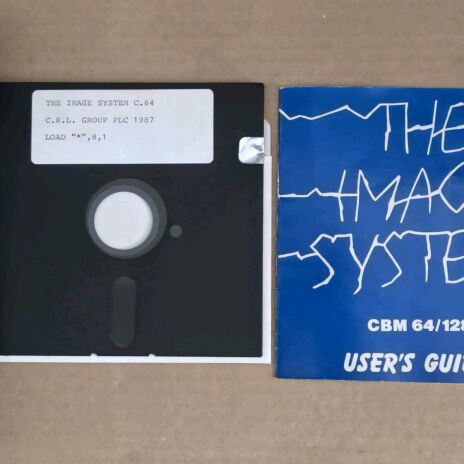 THE IMAGE SYSTEM C.64
C.R.L. GROUP PLC 1987
LOAD "*",8,1
THE
IMAG
SYSTE
CBM 64/128
USER'S GUI